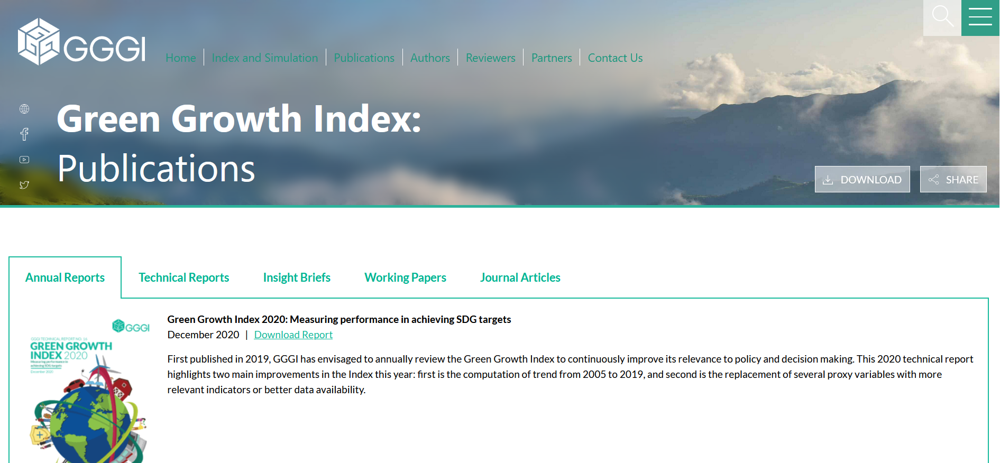 GGGI
Home
Index and Simulation
Publications
Authors
Reviewers
Partners
Contact Us
Green Growth Index:
Publications
DOWNLOAD
SHARE
Annual Reports
Technical Reports
Insight Briefs
Working Papers
Journal Articles
GGGI
GGGI TECHNICAL REPORT NO. 16
GREEN GROWTH
INDEX 2020
Measuring performance in
achieving SDG targets
December 2020
Green Growth Index 2020: Measuring performance in achieving SDG targets
December 2020 | Download Report
First published in 2019, GGGI has envisaged to annually review the Green Growth Index to continuously improve its relevance to policy and decision making. This 2020 technical report
highlights two main improvements in the Index this year: first is the computation of trend from 2005 to 2019, and second is the replacement of several proxy variables with more
relevant indicators or better data availability.